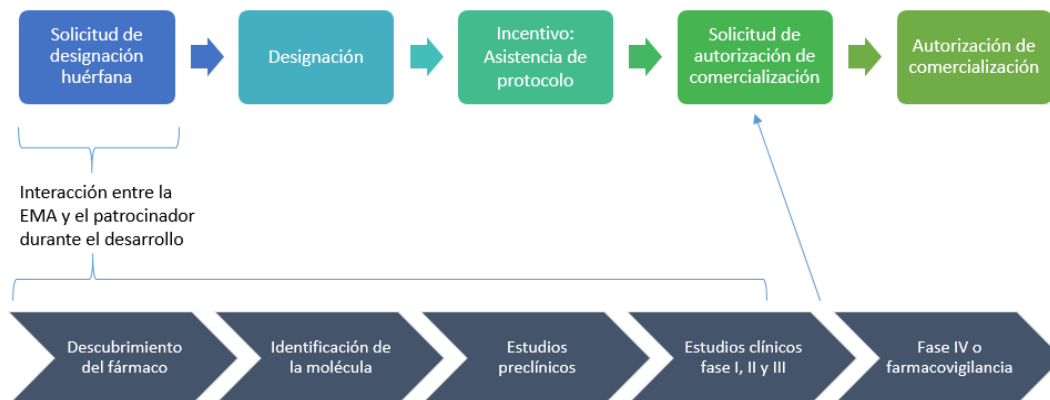 Solicitud de
designación
huérfana
Designación
Incentivo:
Asistencia de
protocolo
Solicitud de
autorización de
comercialización
Autorización de
comercialización
Interacción entre la
EMA y el patrocinador
durante el desarrollo
Descubrimiento
del fármaco
Identificación de
la molécula
Estudios
preclínicos
Estudios clínicos
fase I, II y III
Fase IV o
farmacovigilancia